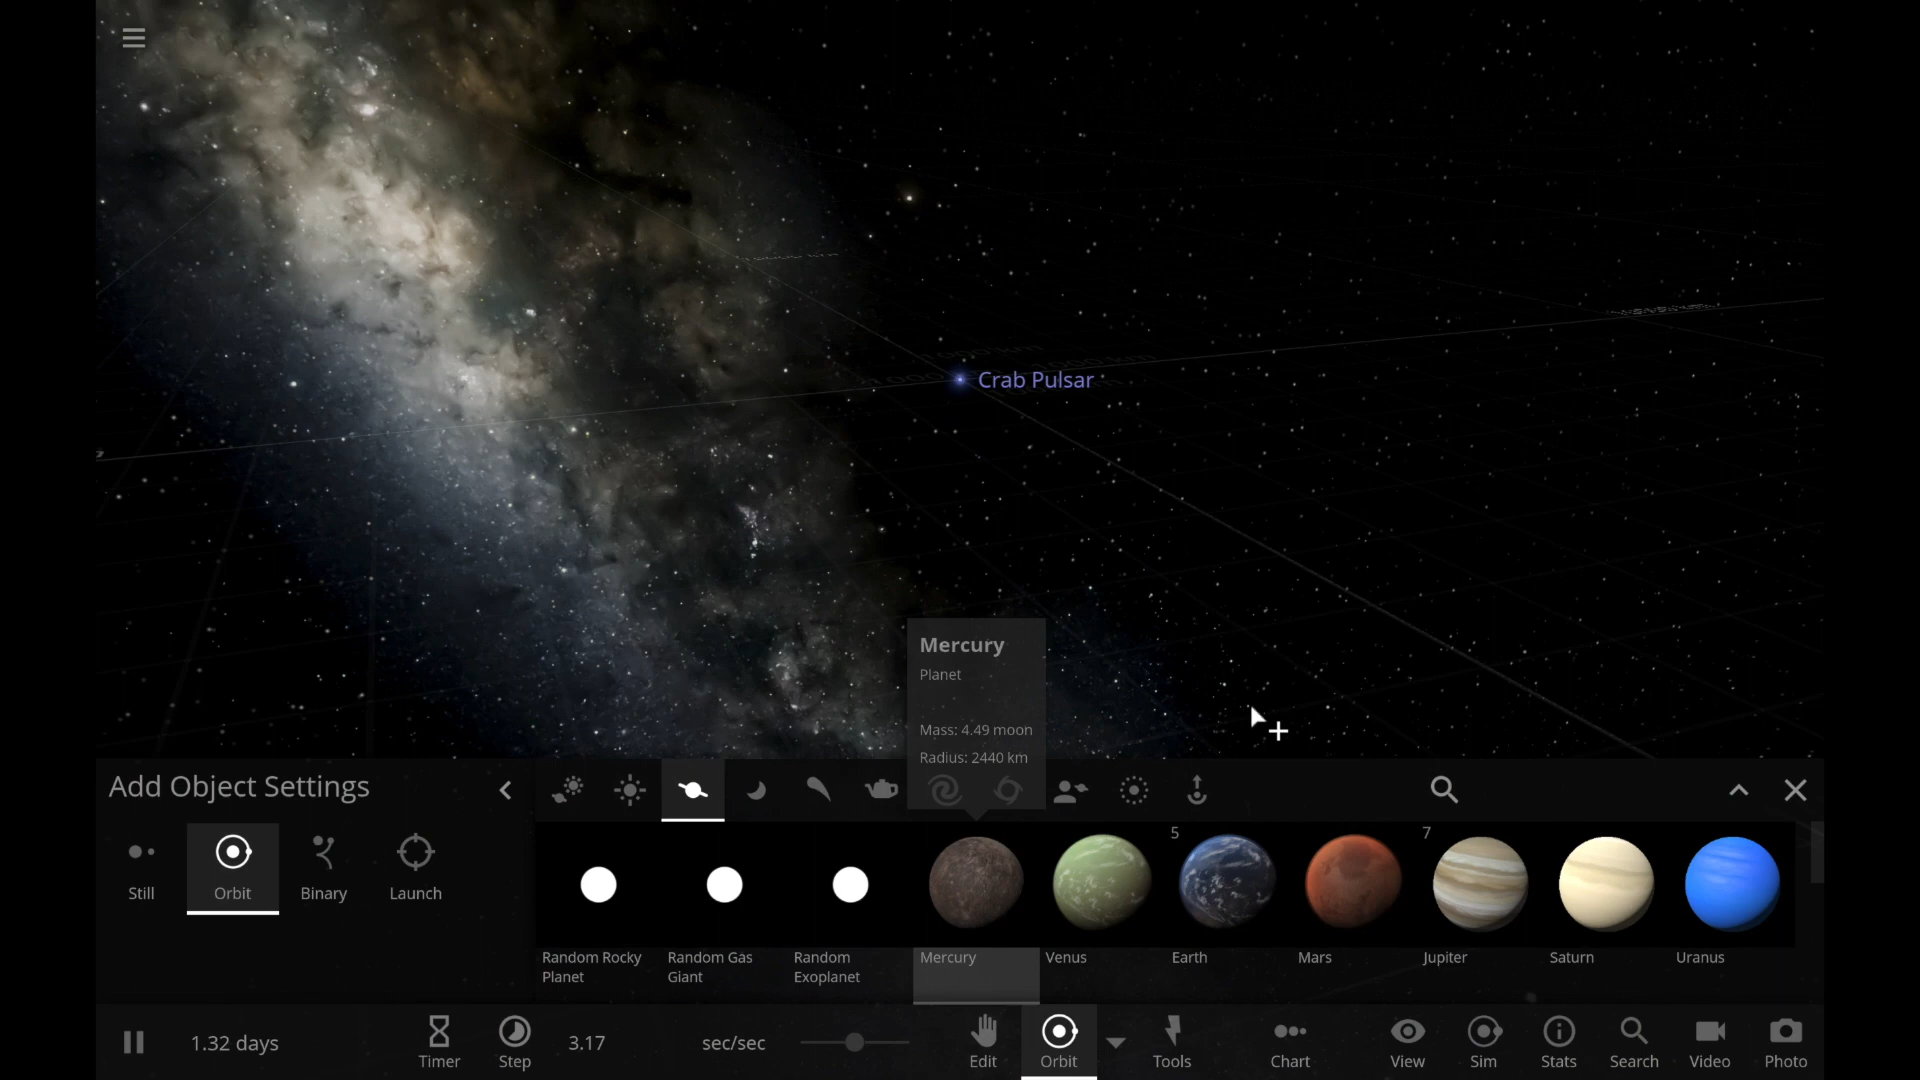 Crab Pulsar
Mercury
Planet
Mass: 4.49 moon
Radius: 2440 km
Add Object Settings
Still
Orbit
Binary
Launch
5
7
Random Rocky
Planet
Random Gas
Giant
Random
Exoplanet
Mercury
Venus
Earth
Mars
Jupiter
Saturn
Uranus
1.32 days
Timer
Step
3.17
sec/sec
Edit
Orbit
Tools
Chart
View
Sim
Stats
Search
Video
Photo